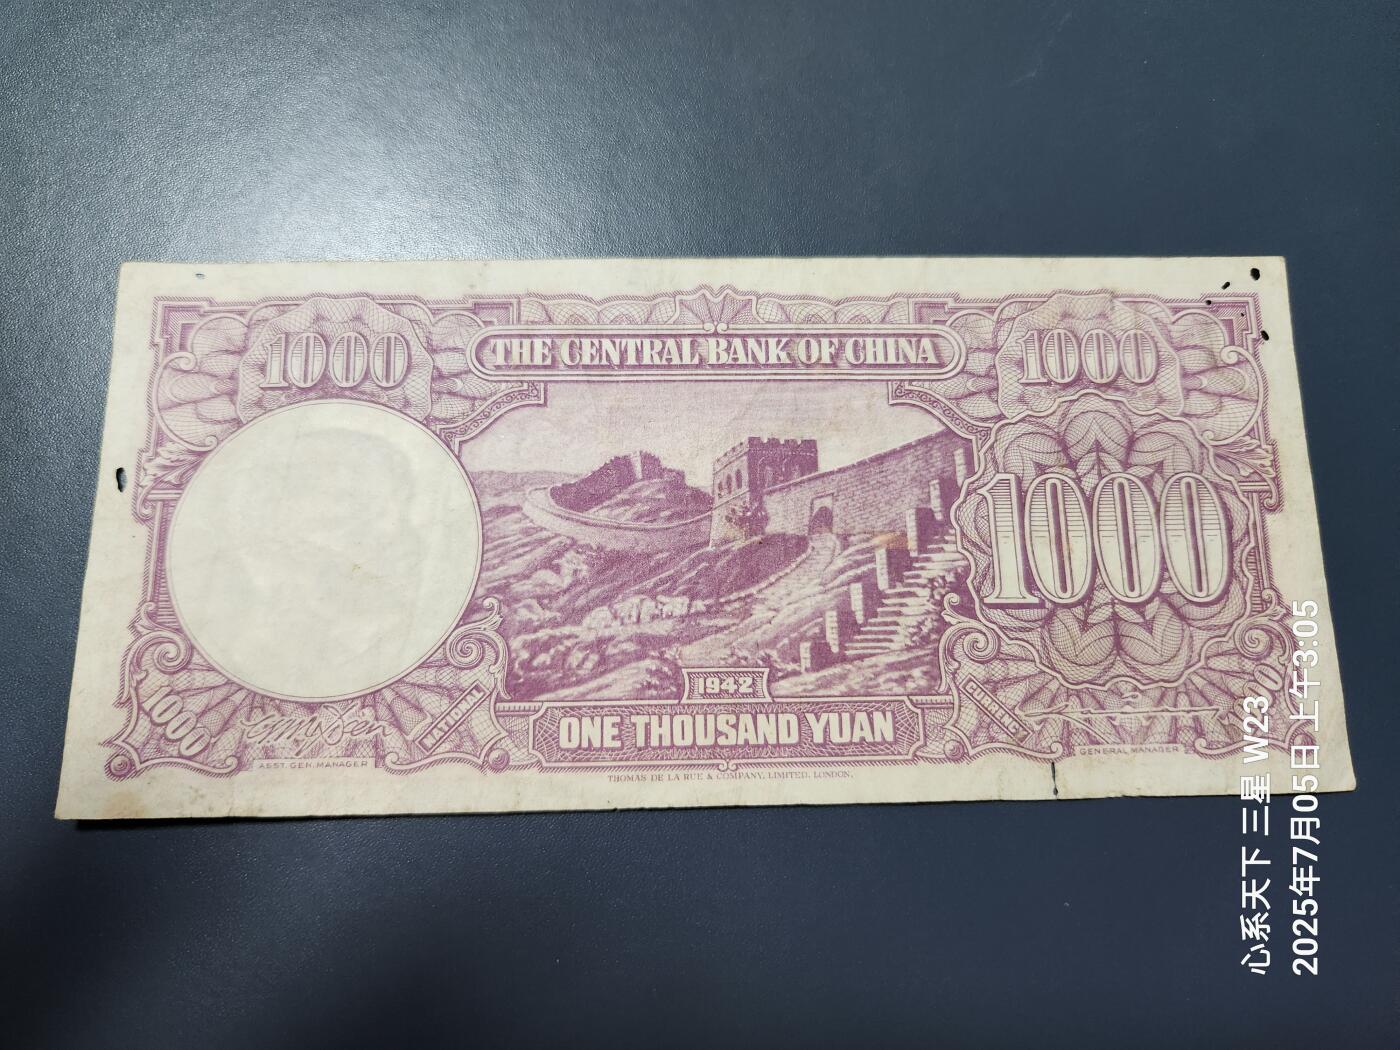 1000
THE CENTRAL BANK OF CHINA
1000
1000
1942
1000
NATIONAL
ONE THOUSAND YUAN
CURRENCY
ASST. GEN. MANAGER
GENERAL MANAGER
THOMAS DE LA RUE & COMPANY, LIMITED, LONDON.
心系天下 三星 W23
2025年7月05日 上午3:05